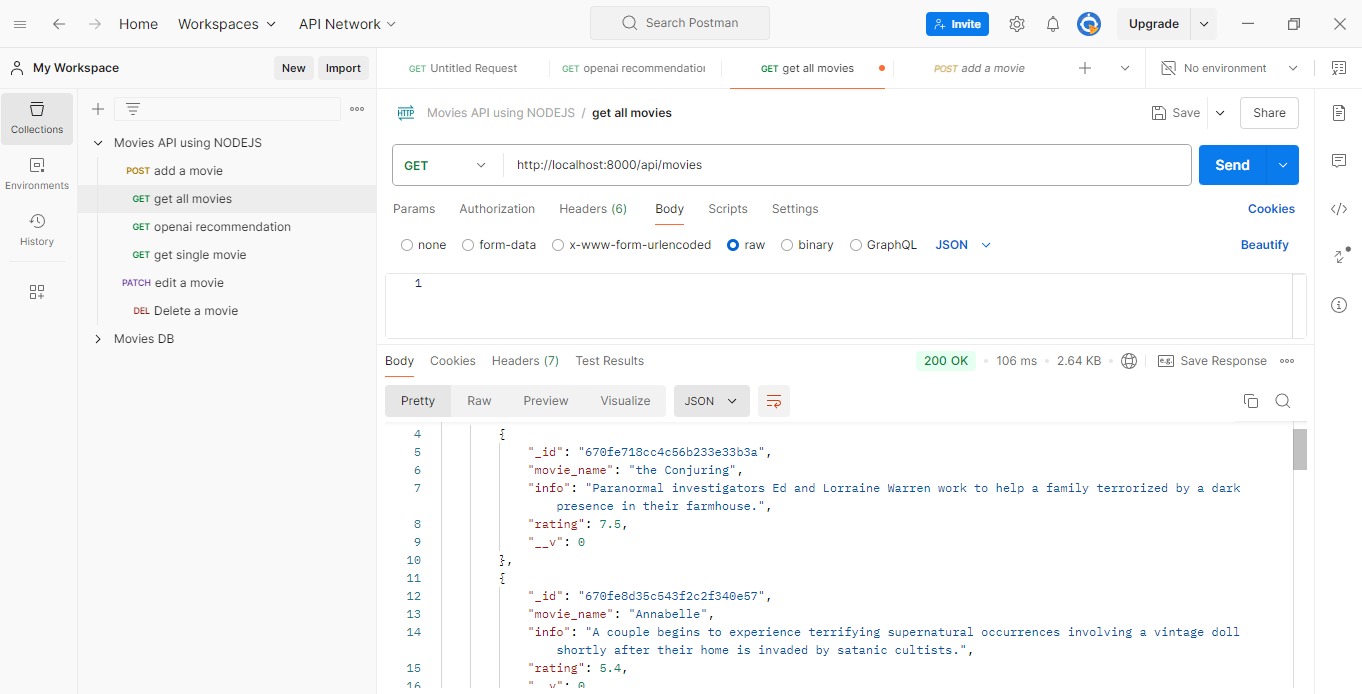 Home Workspaces API Network Search Postman Invite Upgrade
My Workspace New Import GET Untitled Request GET openai recommendation GET get all movies POST add a movie No environment
HTTP Movies API using NODEJS / get all movies Save Share
Collections
Environments
History
Movies API using NODEJS
POST add a movie
GET get all movies
GET openai recommendation
GET get single movie
PATCH edit a movie
DEL Delete a movie
Movies DB
GET http://localhost:8000/api/movies Send
Params Authorization Headers (6) Body Scripts Settings Cookies
none form-data x-www-form-urlencoded raw binary GraphQL JSON Beautify
1
Body Cookies Headers (7) Test Results 200 OK 106 ms 2.64 KB e.g. Save Response
Pretty Raw Preview Visualize JSON
4 {
5 "_id": "670fe718cc4c56b233e33b3a",
6 "movie_name": "the Conjuring",
7 "info": "Paranormal investigators Ed and Lorraine Warren work to help a family terrorized by a dark
presence in their farmhouse.",
8 "rating": 7.5,
9 "__v": 0
10 },
11 {
12 "_id": "670fe8d35c543f2c2f340e57",
13 "movie_name": "Annabelle",
14 "info": "A couple begins to experience terrifying supernatural occurrences involving a vintage doll
shortly after their home is invaded by satanic cultists.",
15 "rating": 5.4,
16 "__v": 0